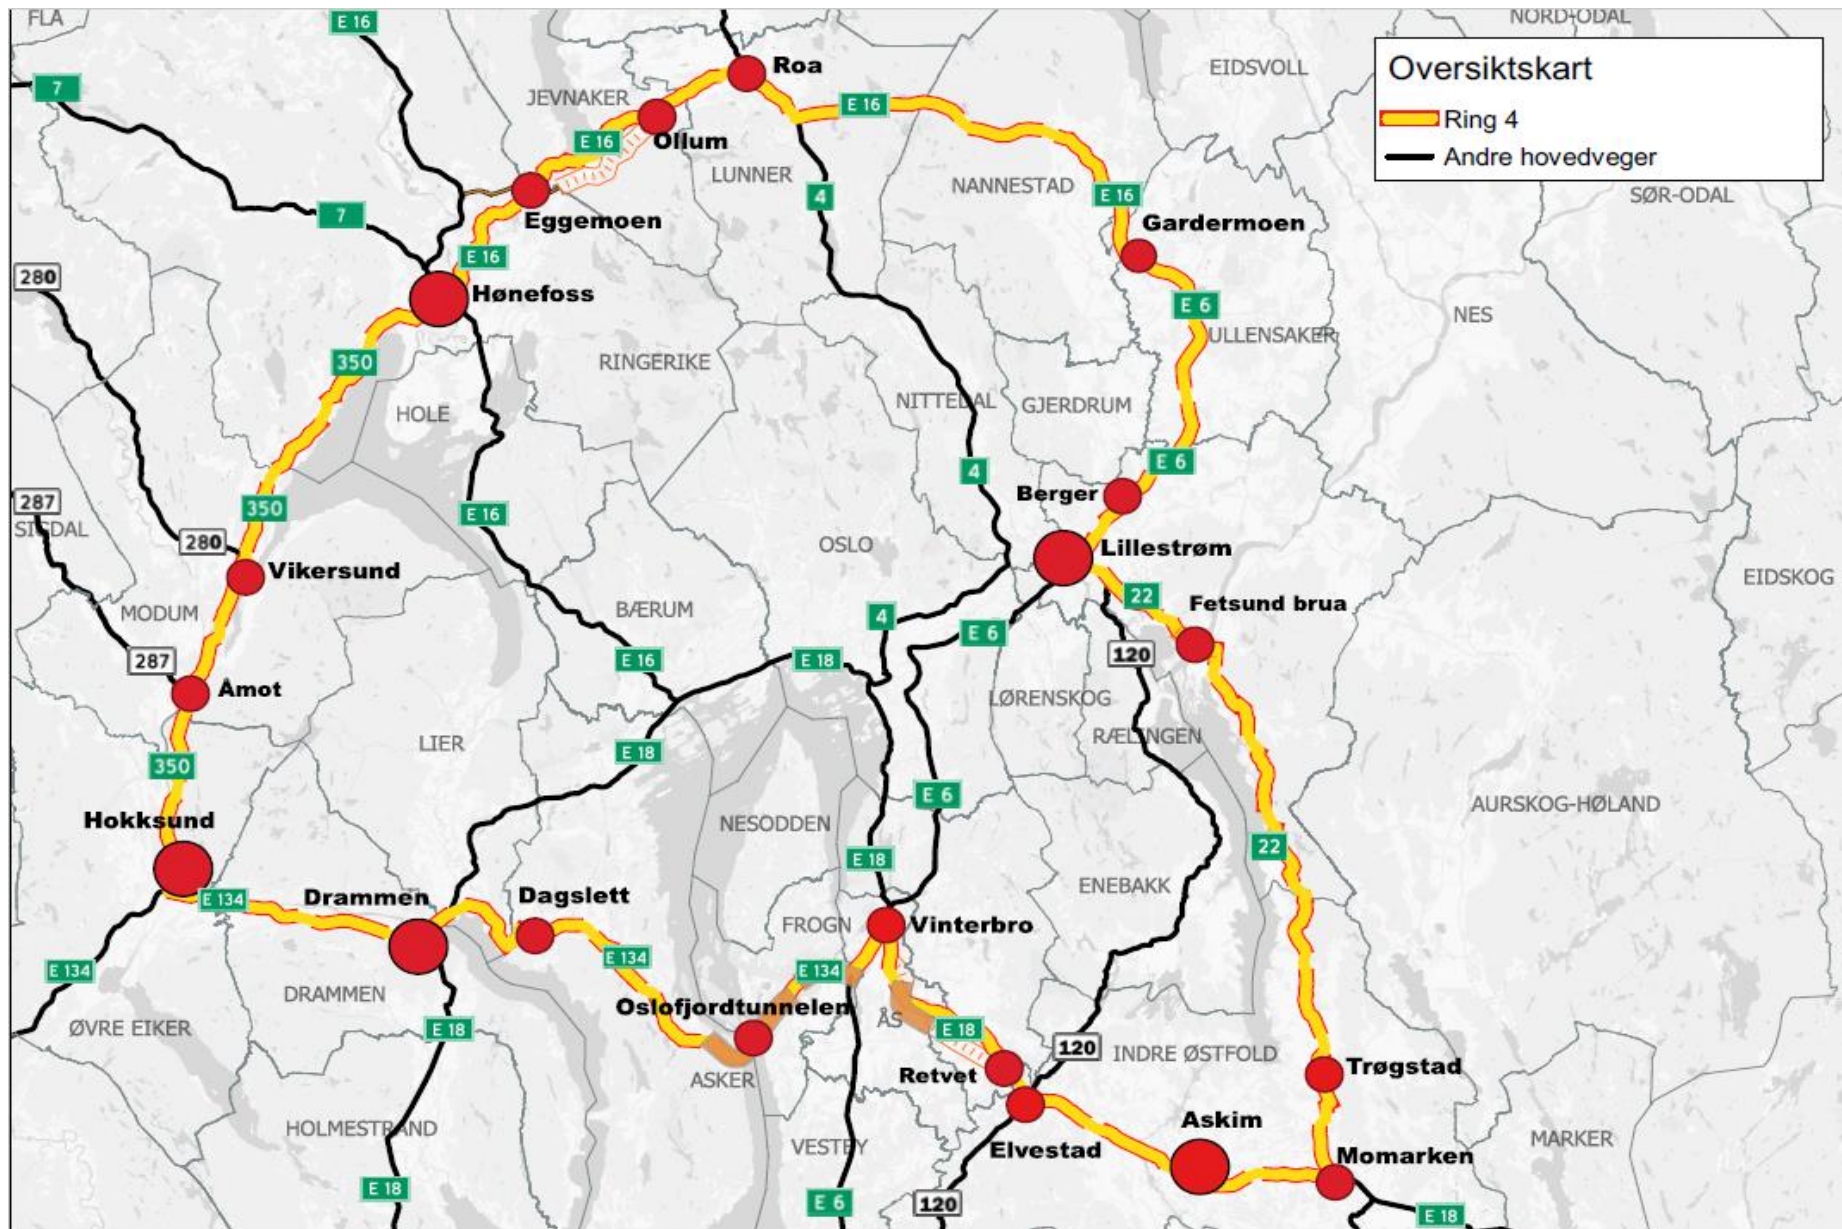 FLA
E 16
NORD-ODAL
Oversiktskart
Ring 4
Andre hovedveger
Roa
EIDSVOLL
7
JEVNAKER
E 16
E 16
Ollum
LUNNER
NANNESTAD
E 16
4
SØR-ODAL
7
Eggemoen
Gardermoen
E 16
280
Hønefoss
E 6
NES
ULLENSAKER
350
RINGERIKE
HOLE
NITTEDAL
GJERDRUM
4
E 6
Berger
287
350
E 16
SIGDAL
280
OSLO
Lillestrøm
Vikersund
EIDSKOG
MODUM
BÆRUM
22
Fetsund brua
4
E 6
287
E 16
E 18
120
Åmot
LØRENSKOG
LIER
E 18
RÆLINGEN
350
E 6
AURSKOG-HØLAND
Hokksund
NESODDEN
22
E 18
ENEBAKK
E 134
Drammen
Dagslett
FROGN
Vinterbro
E 134
E 134
E 134
DRAMMEN
Oslofjordtunnelen
ØVRE EIKER
E 18
ÅS
E 18
120
INDRE ØSTFOLD
Trøgstad
ASKER
Retvet
HOLMESTRAND
Askim
VESTBY
Elvestad
MARKER
Momarken
E 18
E 6
120
E 18